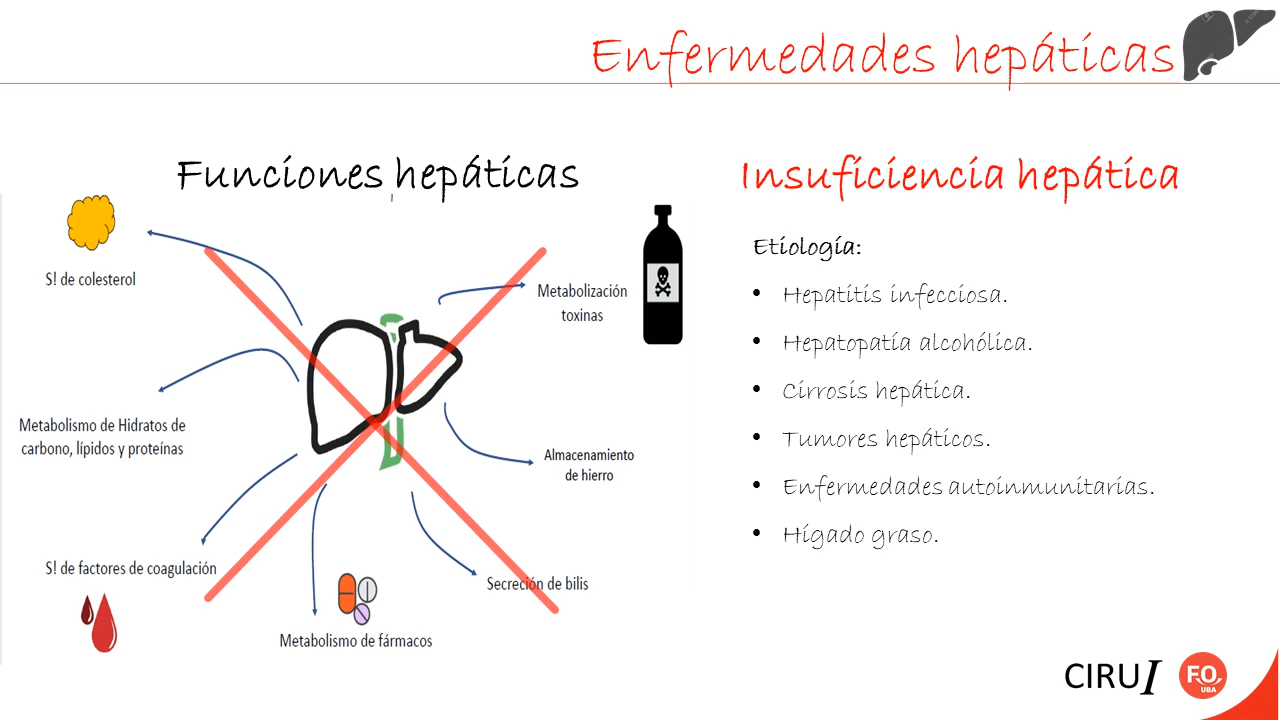 Enfermedades hepáticas
Funciones hepáticas
S! de colesterol
Metabolización
toxinas
Metabolismo de Hidratos de
carbono, lípidos y proteínas
Almacenamiento
de hierro
S! de factores de coagulación
Secreción de bilis
Metabolismo de fármacos
Insuficiencia hepática
Etiología:
• Hepatitis infecciosa.
• Hepatopatía alcohólica.
• Cirrosis hepática.
• Tumores hepáticos.
• Enfermedades autoinmunitarias.
• Hígado graso.
CIRU I
FO
UBA